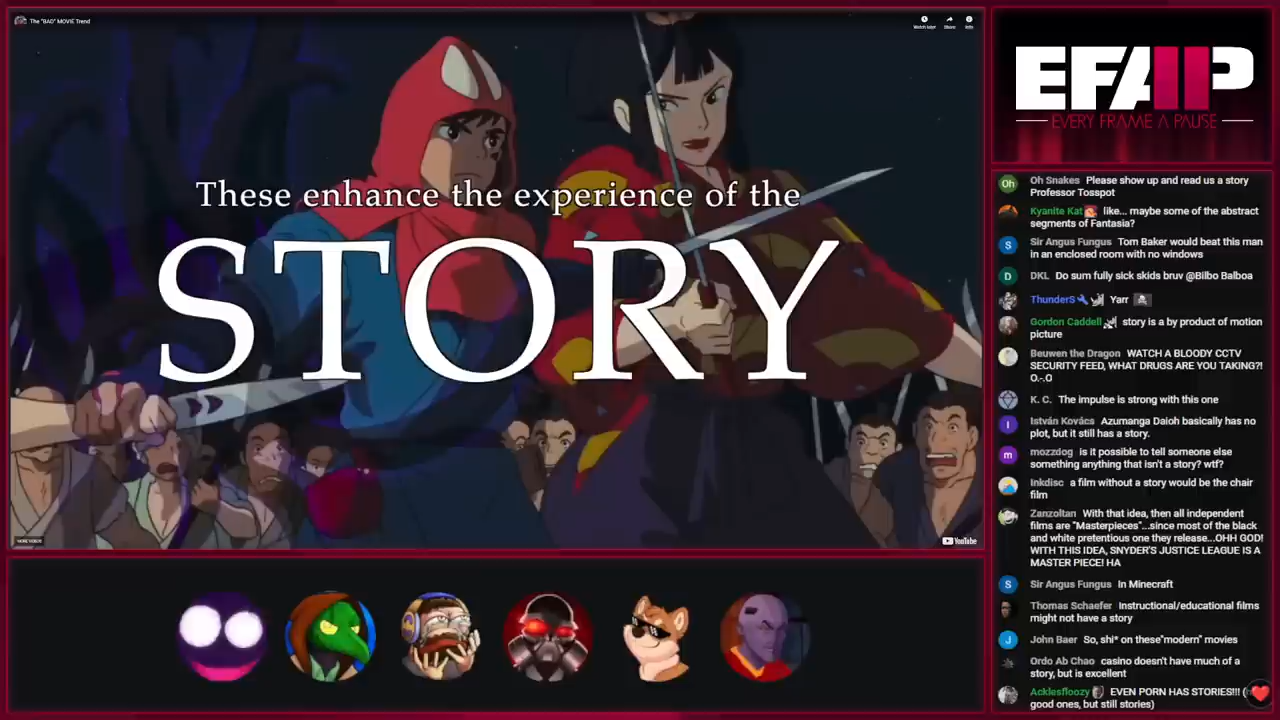 The "BAD" MOVIE Trend
Watch later
Share
Info
These enhance the experience of the
STORY
MORE VIDEOS
YouTube
EFAP
EVERY FRAME A PAUSE
Oh Snakes Please show up and read us a story
Professor Tosspot
Kyanite Kat like... maybe some of the abstract
segments of Fantasia?
Sir Angus Fungus Tom Baker would beat this man
in an enclosed room with no windows
DKL Do sum fully sick skids bruv @Bilbo Balboa
ThunderS Yarr
Gordon Caddell story is a by product of motion
picture
Beuwen the Dragon WATCH A BLOODY CCTV
SECURITY FEED, WHAT DRUGS ARE YOU TAKING?!
O.-.O
K. C. The impulse is strong with this one
István Kovács Azumanga Daioh basically has no
plot, but it still has a story.
mozzdog is it possible to tell someone else
something anything that isn't a story? wtf?
Inkdisc a film without a story would be the chair
film
Zanzoltan With that idea, then all independent
films are "Masterpieces"...since most of the black
and white pretentious one they release...OHH GOD!
WITH THIS IDEA, SNYDER'S JUSTICE LEAGUE IS A
MASTER PIECE! HA
Sir Angus Fungus In Minecraft
Thomas Schaefer Instructional/educational films
might not have a story
John Baer So, shi* on these"modern" movies
Ordo Ab Chao casino doesn't have much of a
story, but is excellent
Acklesfloozy EVEN PORN HAS STORIES!!! (
good ones, but still stories)